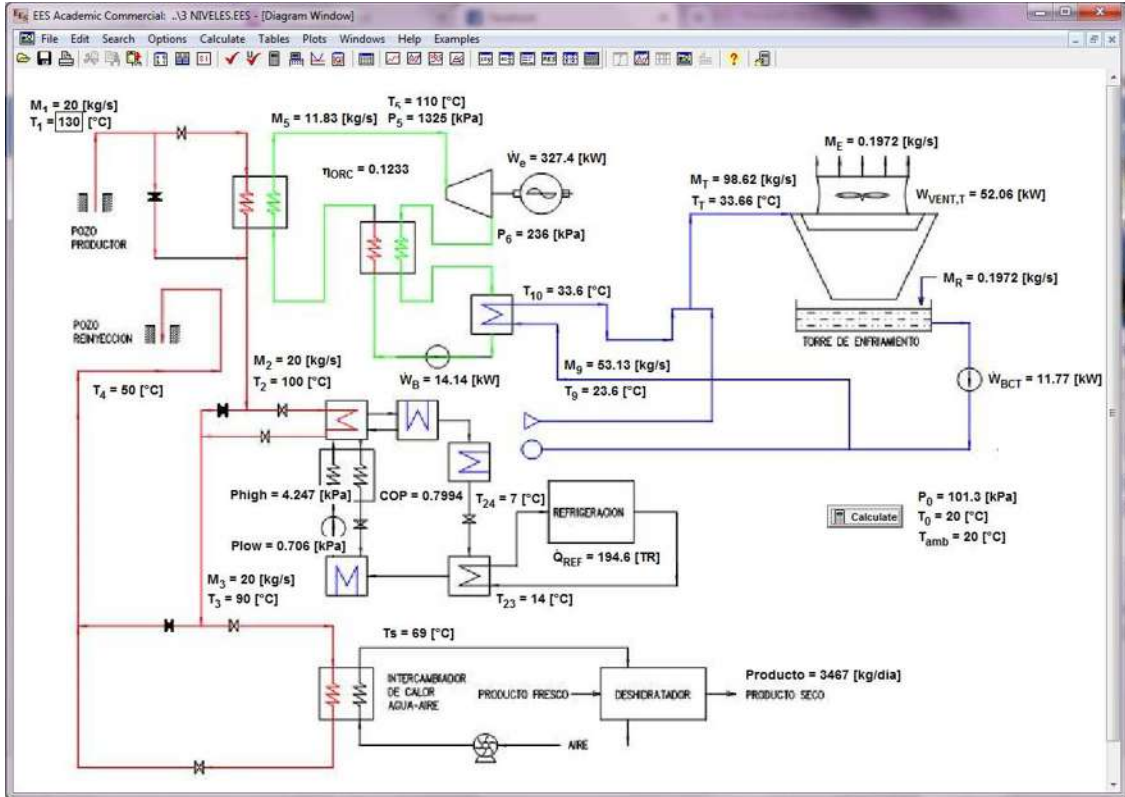 EES Academic Commercial: ..\3 NIVELES.EES - [Diagram Window]
File Edit Search Options Calculate Tables Plots Windows Help Examples
M1 = 20 [kg/s]
T1 = 130 [°C]
M5 = 11.83 [kg/s]
T5 = 110 [°C]
P5 = 1325 [kPa]
ηORC = 0.1233
Ẇe = 327.4 [kW]
P6 = 236 [kPa]
POZO
PRODUCTOR
MT = 98.62 [kg/s]
TT = 33.66 [°C]
ME = 0.1972 [kg/s]
ẆVENT,T = 52.06 [kW]
MR = 0.1972 [kg/s]
TORRE DE ENFRIAMIENTO
T10 = 33.6 [°C]
POZO
REINYECCION
M2 = 20 [kg/s]
T2 = 100 [°C]
T4 = 50 [°C]
ẆB = 14.14 [kW]
M9 = 53.13 [kg/s]
T9 = 23.6 [°C]
ẆBCT = 11.77 [kW]
Phigh = 4.247 [kPa]
COP = 0.7994
T24 = 7 [°C]
REFRIGERACION
Plow = 0.706 [kPa]
Q̇REF = 194.6 [TR]
T23 = 14 [°C]
Calculate
P0 = 101.3 [kPa]
T0 = 20 [°C]
Tamb = 20 [°C]
M3 = 20 [kg/s]
T3 = 90 [°C]
Ts = 69 [°C]
INTERCAMBIADOR
DE CALOR
AGUA-AIRE
PRODUCTO FRESCO
DESHIDRATADOR
Producto = 3467 [kg/día]
PRODUCTO SECO
AIRE